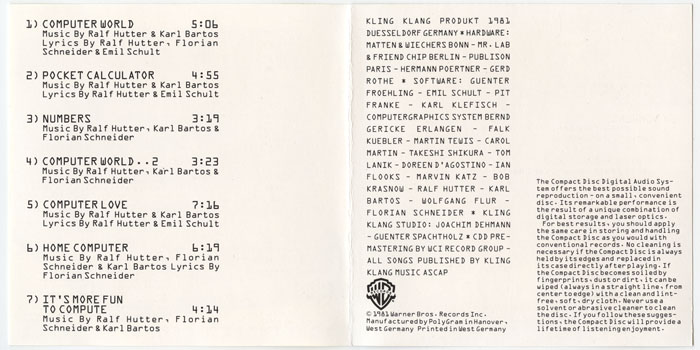 1) COMPUTER WORLD 5:06
Music By Ralf Hutter & Karl Bartos
Lyrics By Ralf Hutter, Florian
Schneider & Emil Schult
2) POCKET CALCULATOR 4:55
Music By Ralf Hutter & Karl Bartos
Lyrics By Ralf Hutter & Emil Schult
3) NUMBERS 3:19
Music By Ralf Hutter, Karl Bartos &
Florian Schneider
4) COMPUTER WORLD..2 3:23
Music By Ralf Hutter, Karl Bartos &
Florian Schneider
5) COMPUTER LOVE 7:16
Music By Ralf Hutter & Karl Bartos
Lyrics By Ralf Hutter & Emil Schult
6) HOME COMPUTER 6:19
Music By Ralf Hutter, Florian
Schneider & Karl Bartos Lyrics By
Ralf Hutter
7) IT'S MORE FUN
TO COMPUTE 4:14
Music By Ralf Hutter, Florian
Schneider & Karl Bartos
KLING KLANG PRODUKT 1981
DUESSELDORF GERMANY * HARDWARE:
MATTEN & WIECHERS BONN - MR. LAB
& FRIEND CHIP BERLIN - PUBLISON
PARIS - HERMANN POERTNER - GERD
ROTHE * SOFTWARE: GUENTER
FROEHLING - EMIL SCHULT - PIT
FRANKE - KARL KLEFISCH -
COMPUTERGRAPHICS SYSTEM BERND
GERICKE ERLANGEN - FALK
KUEBLER - MARTIN TEWIS - CAROL
MARTIN - TAKESHI SHIKURA - TOM
LANIK - DOREEN D'AGOSTINO - IAN
FLOOKS - MARVIN KATZ - BOB
KRASNOW - RALF HUTTER - KARL
BARTOS - WOLFGANG FLUR -
FLORIAN SCHNEIDER * KLING
KLANG STUDIO: JOACHIM DEHMANN
- GUENTER SPACHTHOLZ * CDD PRE-
MASTERING BY WCI RECORD GROUP -
ALL SONGS PUBLISHED BY KLING
KLANG MUSIC ASCAP
WB
© 1981 Warner Bros. Records Inc.
Manufactured by PolyGram in Hanover,
West Germany Printed in West Germany
The Compact Disc Digital Audio Sys-
tem offers the best possible sound
reproduction - on a small, convenient
disc. Its remarkable performance is
the result of a unique combination of
digital storage and laser optics.
For best results, you should apply
the same care in storing and handling
the Compact Disc as you would with
conventional records. No cleaning is
necessary if the Compact Disc is always
held by its edges and replaced in
its case directly after playing. If
the Compact Disc becomes soiled by
fingerprints, dust or dirt, it can be
wiped (always in a straight line, from
center to edge) with a clean and lint-
free, soft, dry cloth. Never use a
solvent or abrasive cleaner to clean
the disc. If you follow these sugges-
tions, the Compact Disc will provide a
lifetime of listening enjoyment.